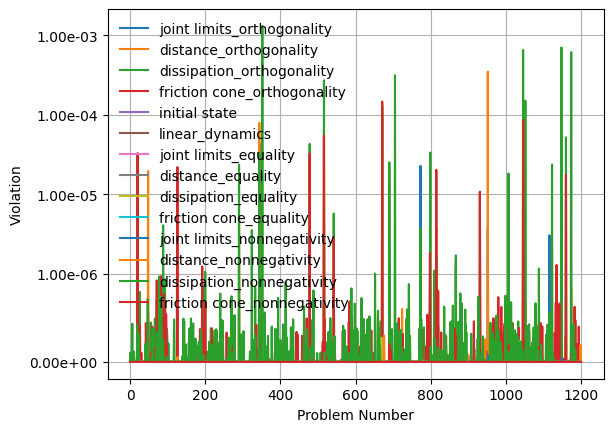 1.00e-03
1.00e-04
1.00e-05
1.00e-06
0.00e+00
Violation
joint limits_orthogonality
distance_orthogonality
dissipation_orthogonality
friction cone_orthogonality
initial state
linear_dynamics
joint limits_equality
distance_equality
dissipation_equality
friction cone_equality
joint limits_nonnegativity
distance_nonnegativity
dissipation_nonnegativity
friction cone_nonnegativity
0 200 400 600 800 1000 1200
Problem Number